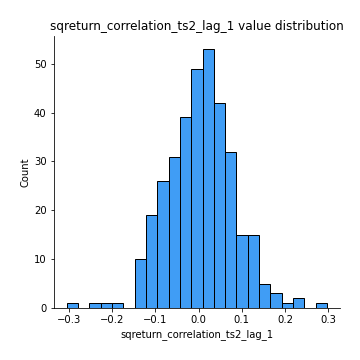 sqreturn_correlation_ts2_lag_1 value distribution
50
40
30
20
10
0
Count
−0.3 −0.2 −0.1 0.0 0.1 0.2 0.3
sqreturn_correlation_ts2_lag_1